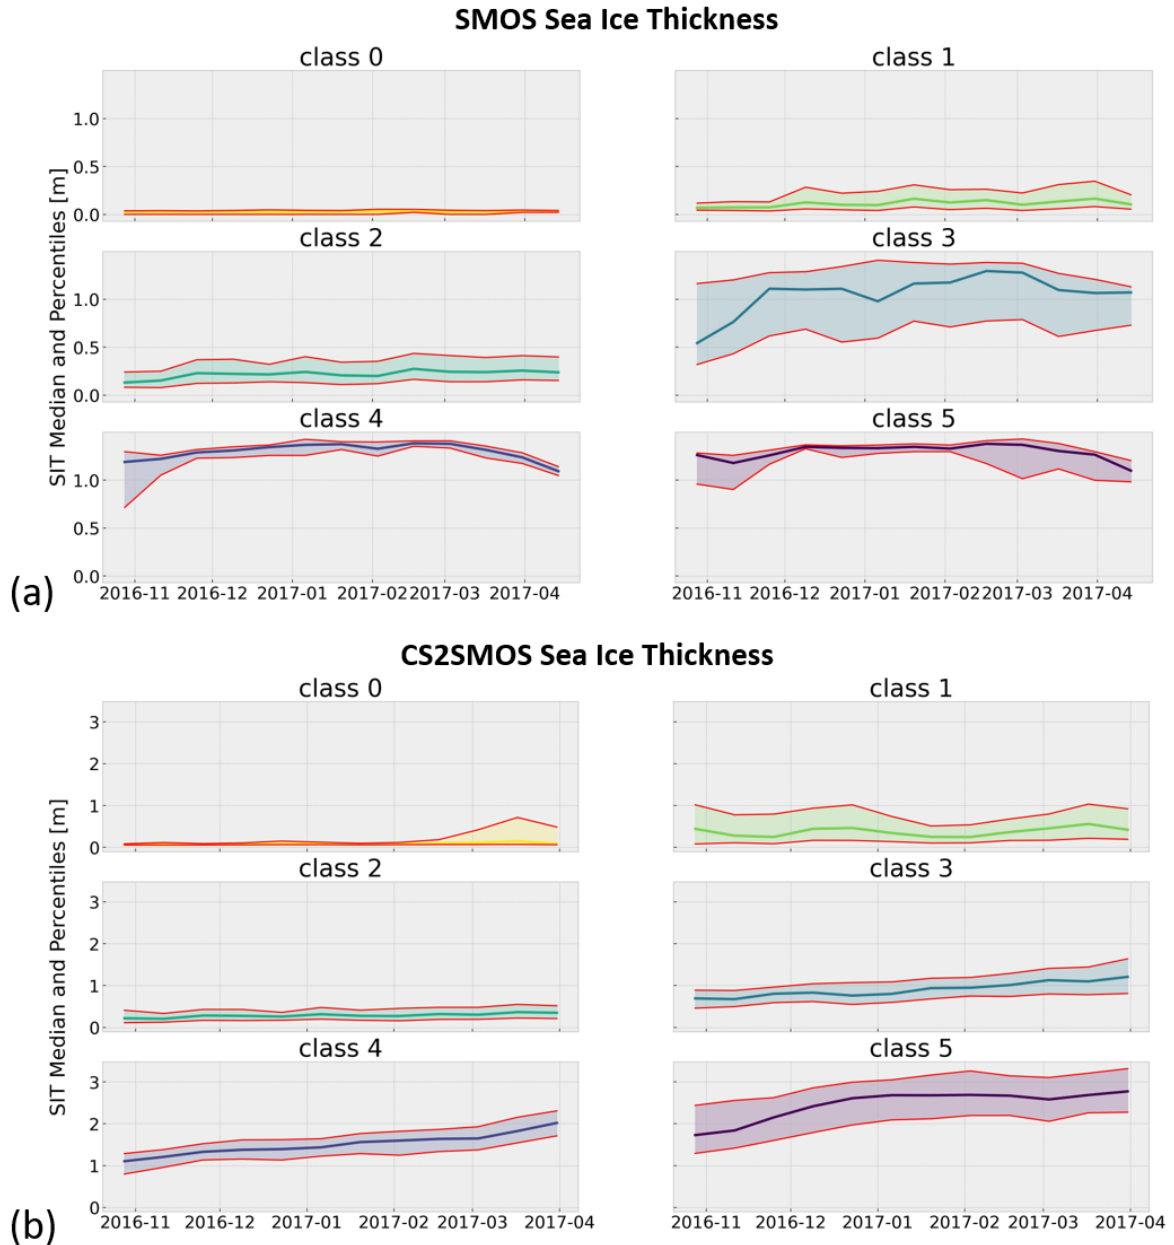 SMOS Sea Ice Thickness
class 0
class 1
1.0
0.5
0.0
class 2
class 3
1.0
0.5
0.0
class 4
class 5
1.0
0.5
0.0
SIT Median and Percentiles [m]
(a)
2016-11 2016-12 2017-01 2017-02 2017-03 2017-04
2016-11 2016-12 2017-01 2017-02 2017-03 2017-04
CS2SMOS Sea Ice Thickness
class 0
class 1
3
2
1
0
class 2
class 3
3
2
1
0
class 4
class 5
3
2
1
0
SIT Median and Percentiles [m]
(b)
2016-11 2016-12 2017-01 2017-02 2017-03 2017-04
2016-11 2016-12 2017-01 2017-02 2017-03 2017-04